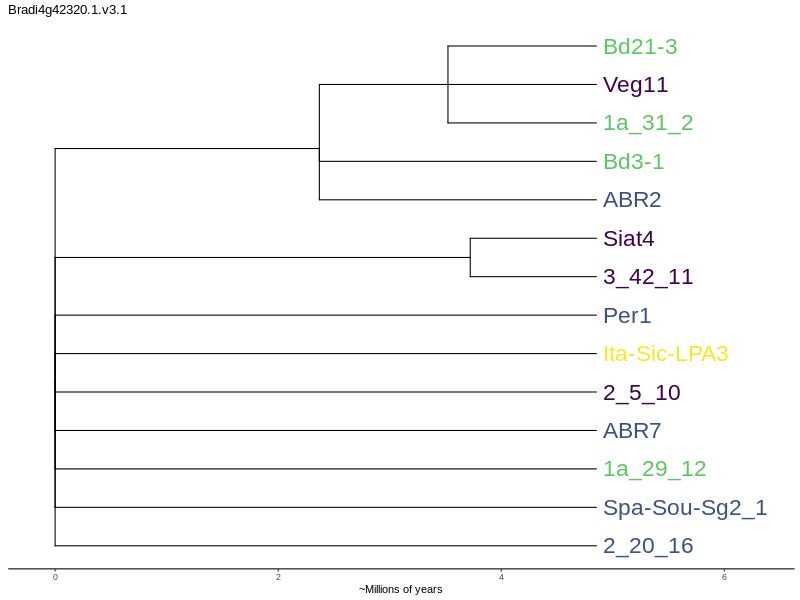 Bradi4g42320.1.v3.1
Bd21-3
Veg11
1a_31_2
Bd3-1
ABR2
Siat4
3_42_11
Per1
Ita-Sic-LPA3
2_5_10
ABR7
1a_29_12
Spa-Sou-Sg2_1
2_20_16
0 2 4 6
~Millions of years